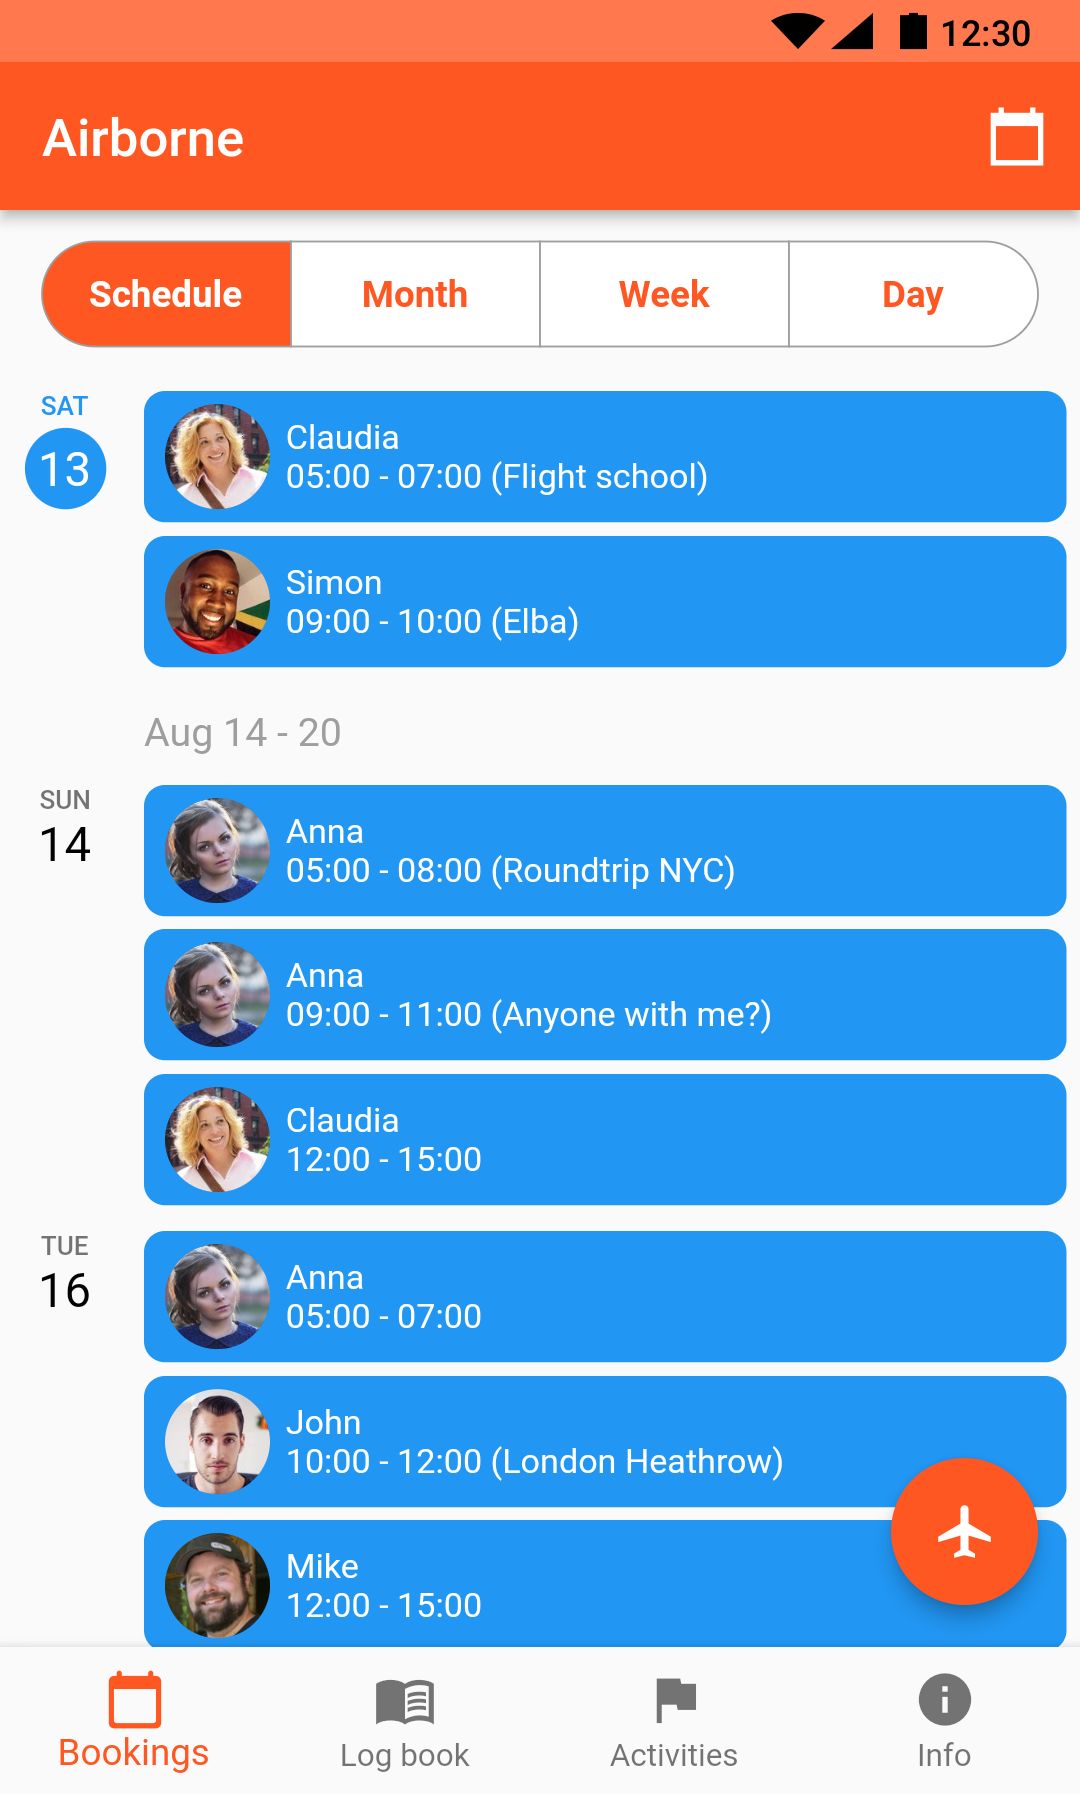 12:30
Airborne
Schedule
Month
Week
Day
SAT
13
Claudia
05:00 - 07:00 (Flight school)
Simon
09:00 - 10:00 (Elba)
Aug 14 - 20
SUN
14
Anna
05:00 - 08:00 (Roundtrip NYC)
Anna
09:00 - 11:00 (Anyone with me?)
Claudia
12:00 - 15:00
TUE
16
Anna
05:00 - 07:00
John
10:00 - 12:00 (London Heathrow)
Mike
12:00 - 15:00
Bookings
Log book
Activities
Info